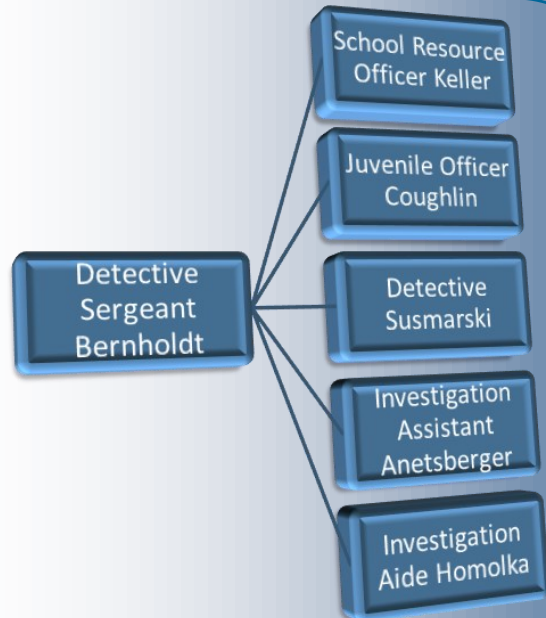 School Resource
Officer Keller
Juvenile Officer
Coughlin
Detective
Sergeant
Bernholdt
Detective
Susmarski
Investigation
Assistant
Anetsberger
Investigation
Aide Homolka